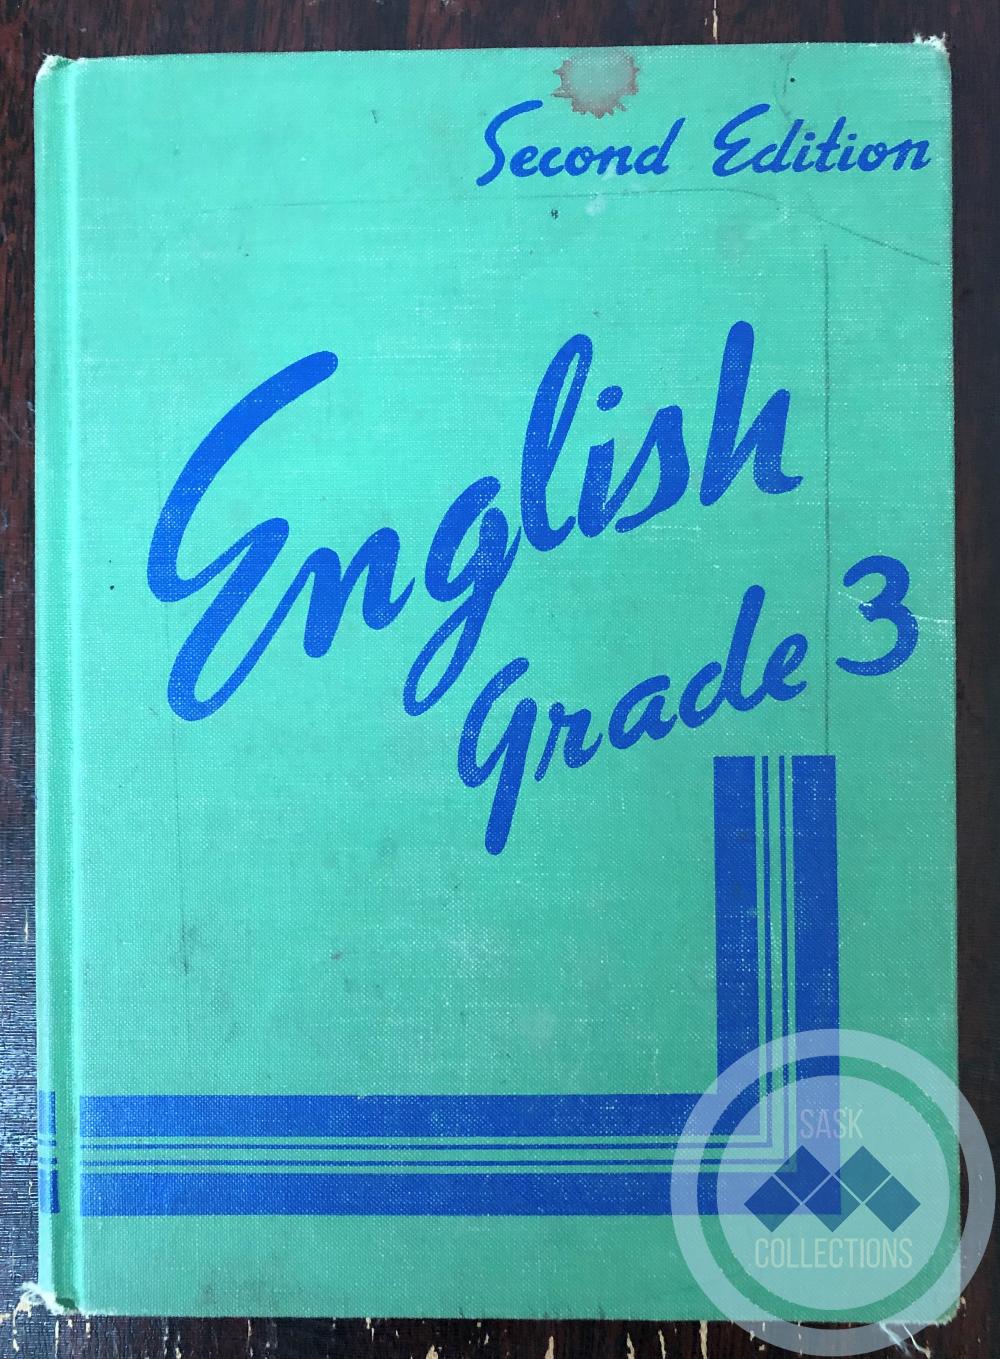 Second Edition
English
Grade 3
SASK
COLLECTIONS